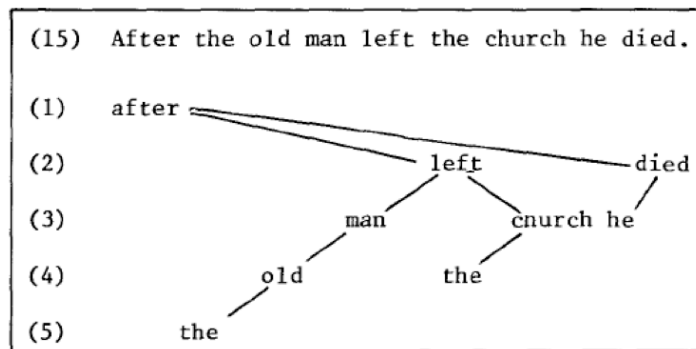 (15) After the old man left the church he died.
(1) after
(2) left died
(3) man cnurch he
(4) old the
(5) the